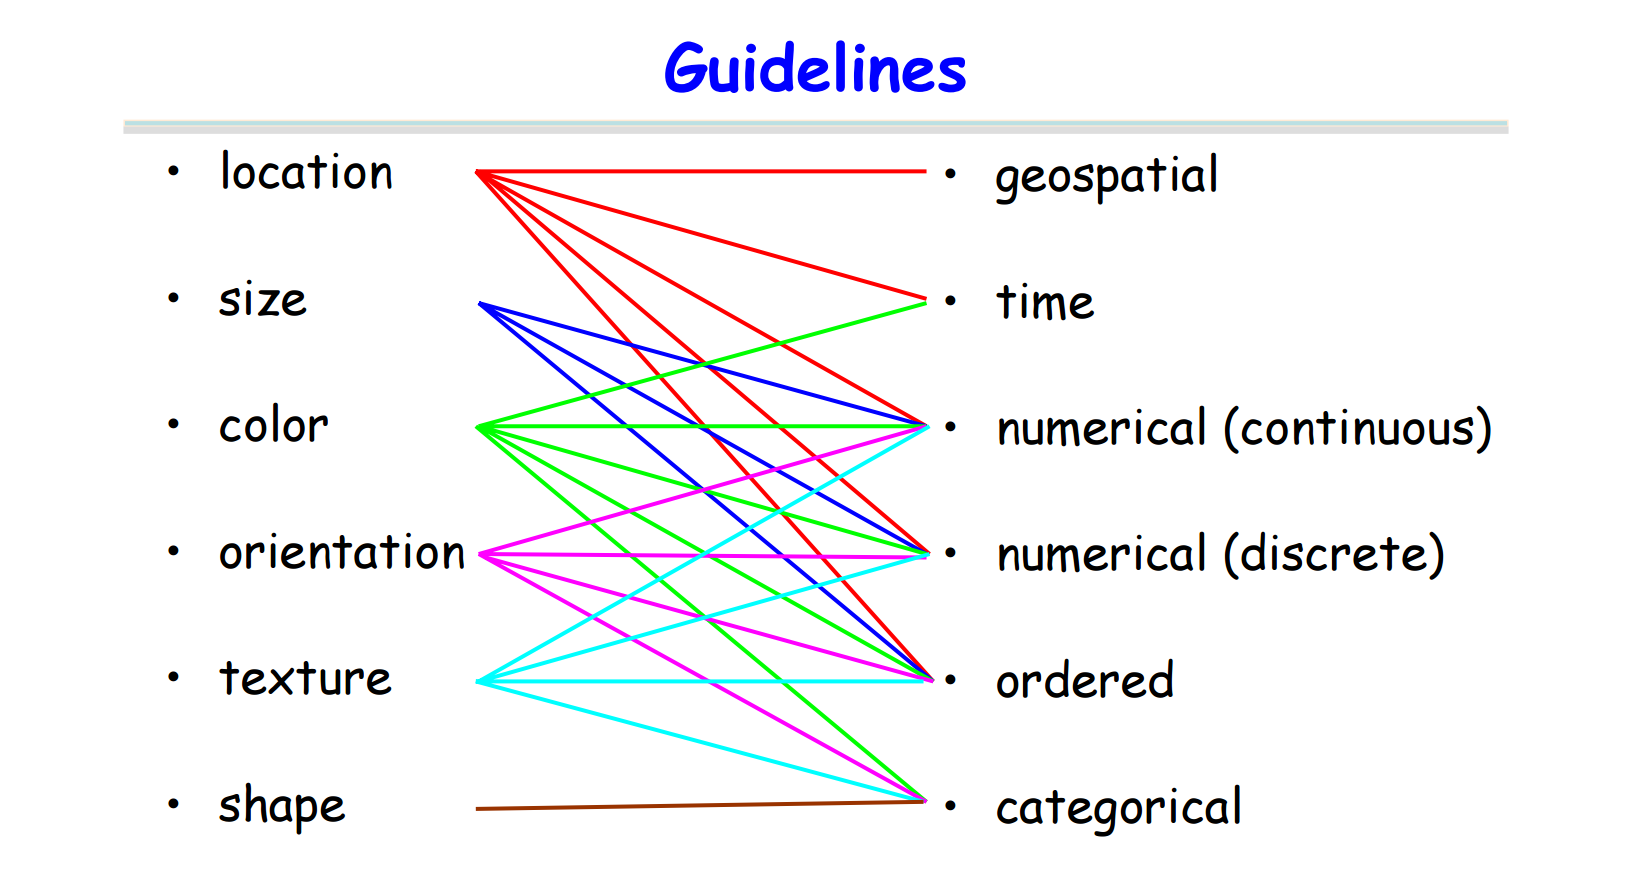 Guidelines
• location
• geospatial
• size
• time
• color
• numerical (continuous)
• orientation
• numerical (discrete)
• texture
• ordered
• shape
• categorical